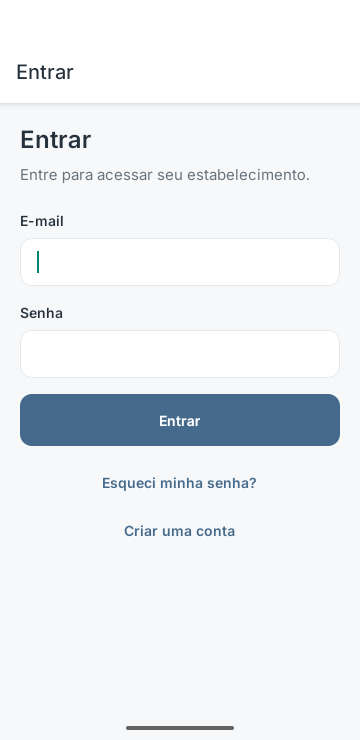 Entrar
Entrar
Entre para acessar seu estabelecimento.
E-mail
Senha
Entrar
Esqueci minha senha?
Criar uma conta